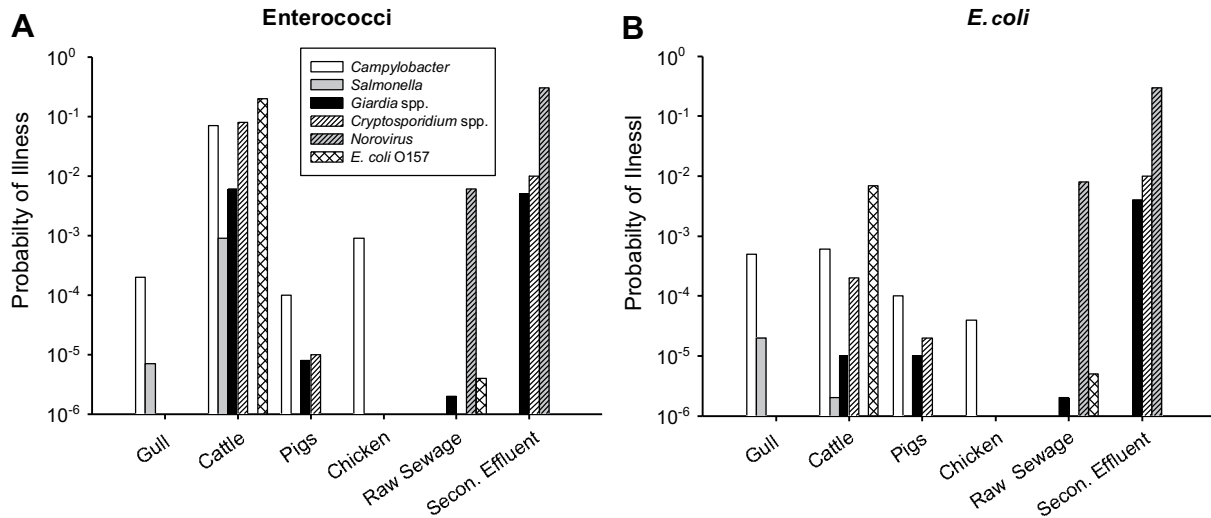 A
Enterococci
Probabilty of Illness
10^0
10^-1
10^-2
10^-3
10^-4
10^-5
10^-6
Campylobacter
Salmonella
Giardia spp.
Cryptosporidium spp.
Norovirus
E. coli O157
Gull
Cattle
Pigs
Chicken
Raw Sewage
Secon. Effluent
B
E. coli
Probabilty of Ilnessl
10^0
10^-1
10^-2
10^-3
10^-4
10^-5
10^-6
Gull
Cattle
Pigs
Chicken
Raw Sewage
Secon. Effluent